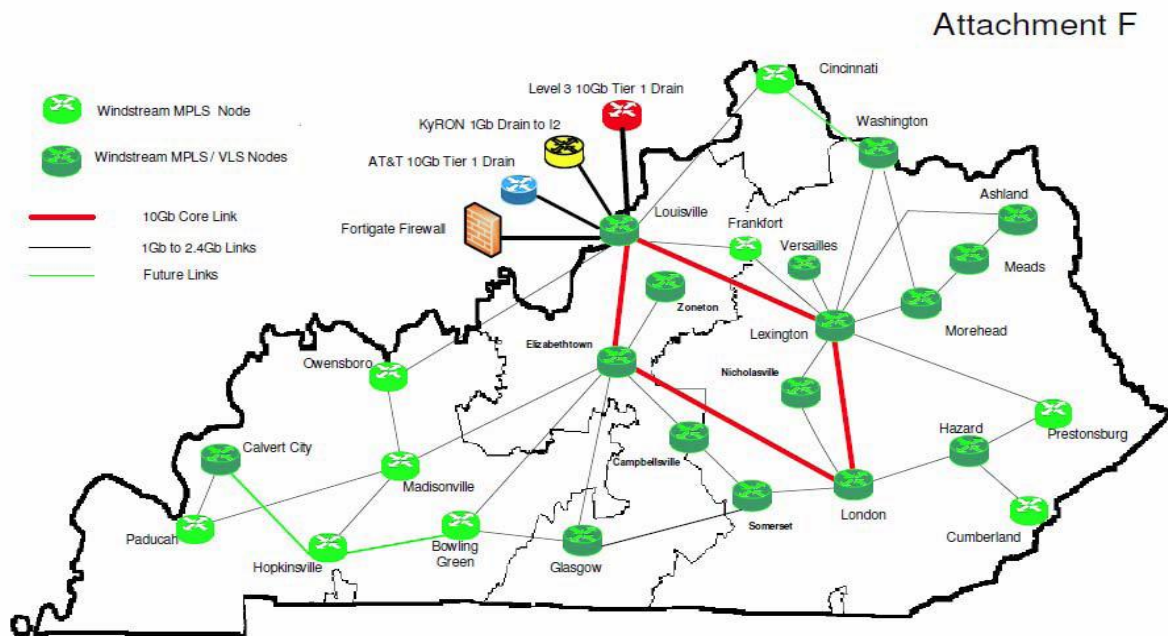 Attachment F
Cincinnati
Level 3 10Gb Tier 1 Drain
Windstream MPLS Node
KyRON 1Gb Drain to I2
Washington
Windstream MPLS / VLS Nodes
AT&T 10Gb Tier 1 Drain
Ashland
10Gb Core Link
Fortigate Firewall
Louisville
Frankfort
Versailles
1Gb to 2.4Gb Links
Meads
Future Links
Zoneton
Lexington
Morehead
Elizabethtown
Owensboro
Nicholasville
Hazard
Prestonsburg
Calvert City
Campbellsville
Madisonville
Somerset
London
Paducah
Bowling
Green
Cumberland
Hopkinsville
Glasgow